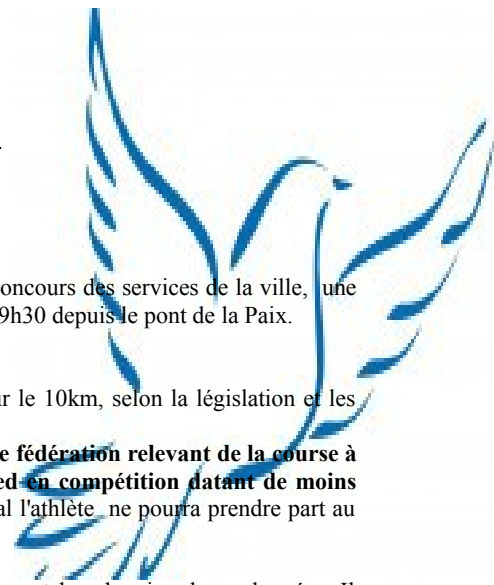 .
concours des services de la ville, une
9h30 depuis le pont de la Paix.
r le 10km, selon la législation et les
e fédération relevant de la course à
ed en compétition datant de moins
al l'athlète ne pourra prendre part au